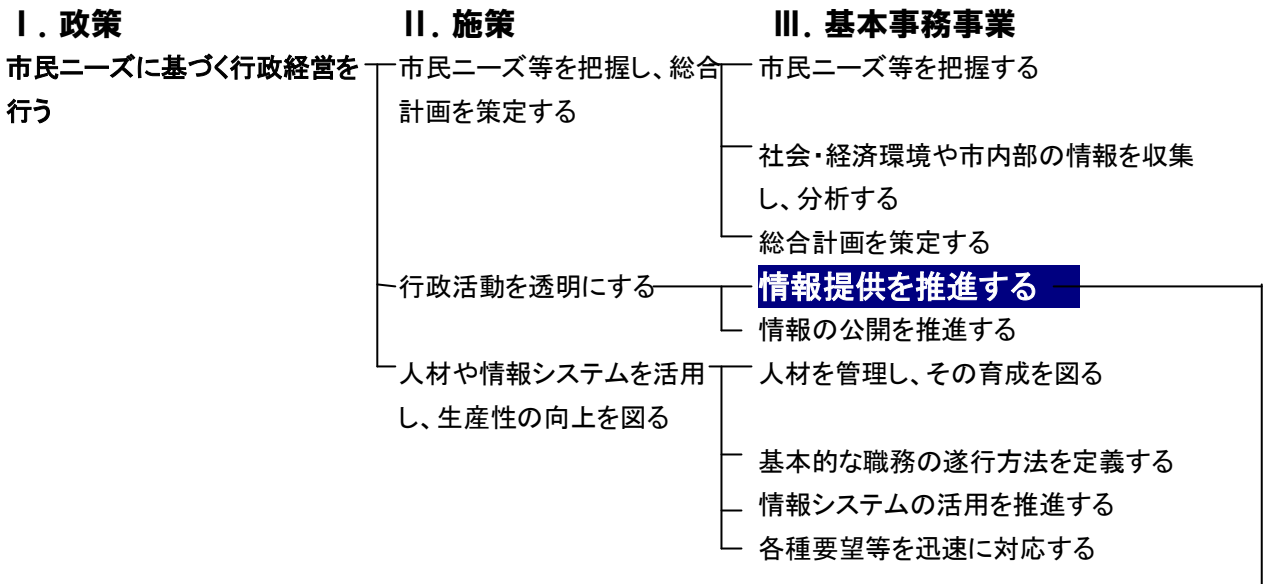 Ⅰ. 政策
Ⅱ. 施策
Ⅲ. 基本事務事業
市民ニーズに基づく行政経営を
行う
市民ニーズ等を把握し、総合
計画を策定する
市民ニーズ等を把握する
社会・経済環境や市内部の情報を収集
し、分析する
総合計画を策定する
行政活動を透明にする
情報提供を推進する
情報の公開を推進する
人材や情報システムを活用
し、生産性の向上を図る
人材を管理し、その育成を図る
基本的な職務の遂行方法を定義する
情報システムの活用を推進する
各種要望等を迅速に対応する